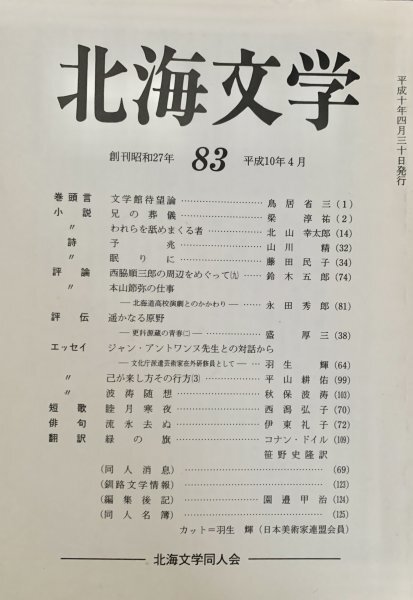 北海文学
平成十年四月三十日発行
創刊昭和27年 83 平成10年4月
巻頭言 文学館待望論 鳥居省三 (1)
小説 兄の葬儀 梁淳祐 (2)
〃 われらを舐めまくる者 北山幸太郎 (14)
詩 予兆 山川精 (32)
〃 眠りに 藤田民子 (34)
評論 西脇順三郎の周辺をめぐって㈨ 鈴木五郎 (74)
〃 本山節弥の仕事
―北海道高校演劇とのかかわり― 永田秀郎 (81)
評伝 遥かなる原野
―更科源蔵の青春㈡― 盛厚三 (38)
エッセイ ジャン・アントワンヌ先生との対話から
―文化庁派遣芸術家在外研修員として― 羽生輝 (64)
〃 己が来し方その行方⑶ 平山耕佑 (99)
〃 波涛随想 秋保波涛 (103)
短歌 睦月寒夜 西潟弘子 (70)
俳句 流氷去ぬ 伊東礼子 (72)
翻訳 緑の旗 コナン・ドイル (109)
笹野史隆訳
(同人消息) (69)
(釧路文学情報) (123)
(編集後記) 園邉甲治 (124)
(同人名簿) (125)
カット=羽生 輝(日本美術家連盟会員)
北海文学同人会